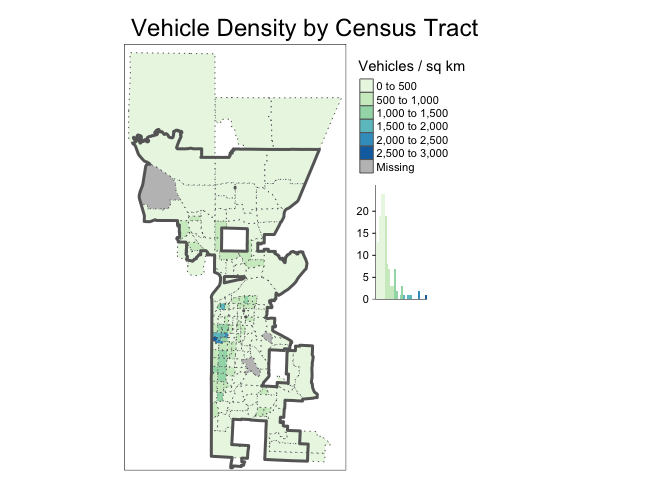 Vehicle Density by Census Tract
Vehicles / sq km
0 to 500
500 to 1,000
1,000 to 1,500
1,500 to 2,000
2,000 to 2,500
2,500 to 3,000
Missing
20
15
10
5
0